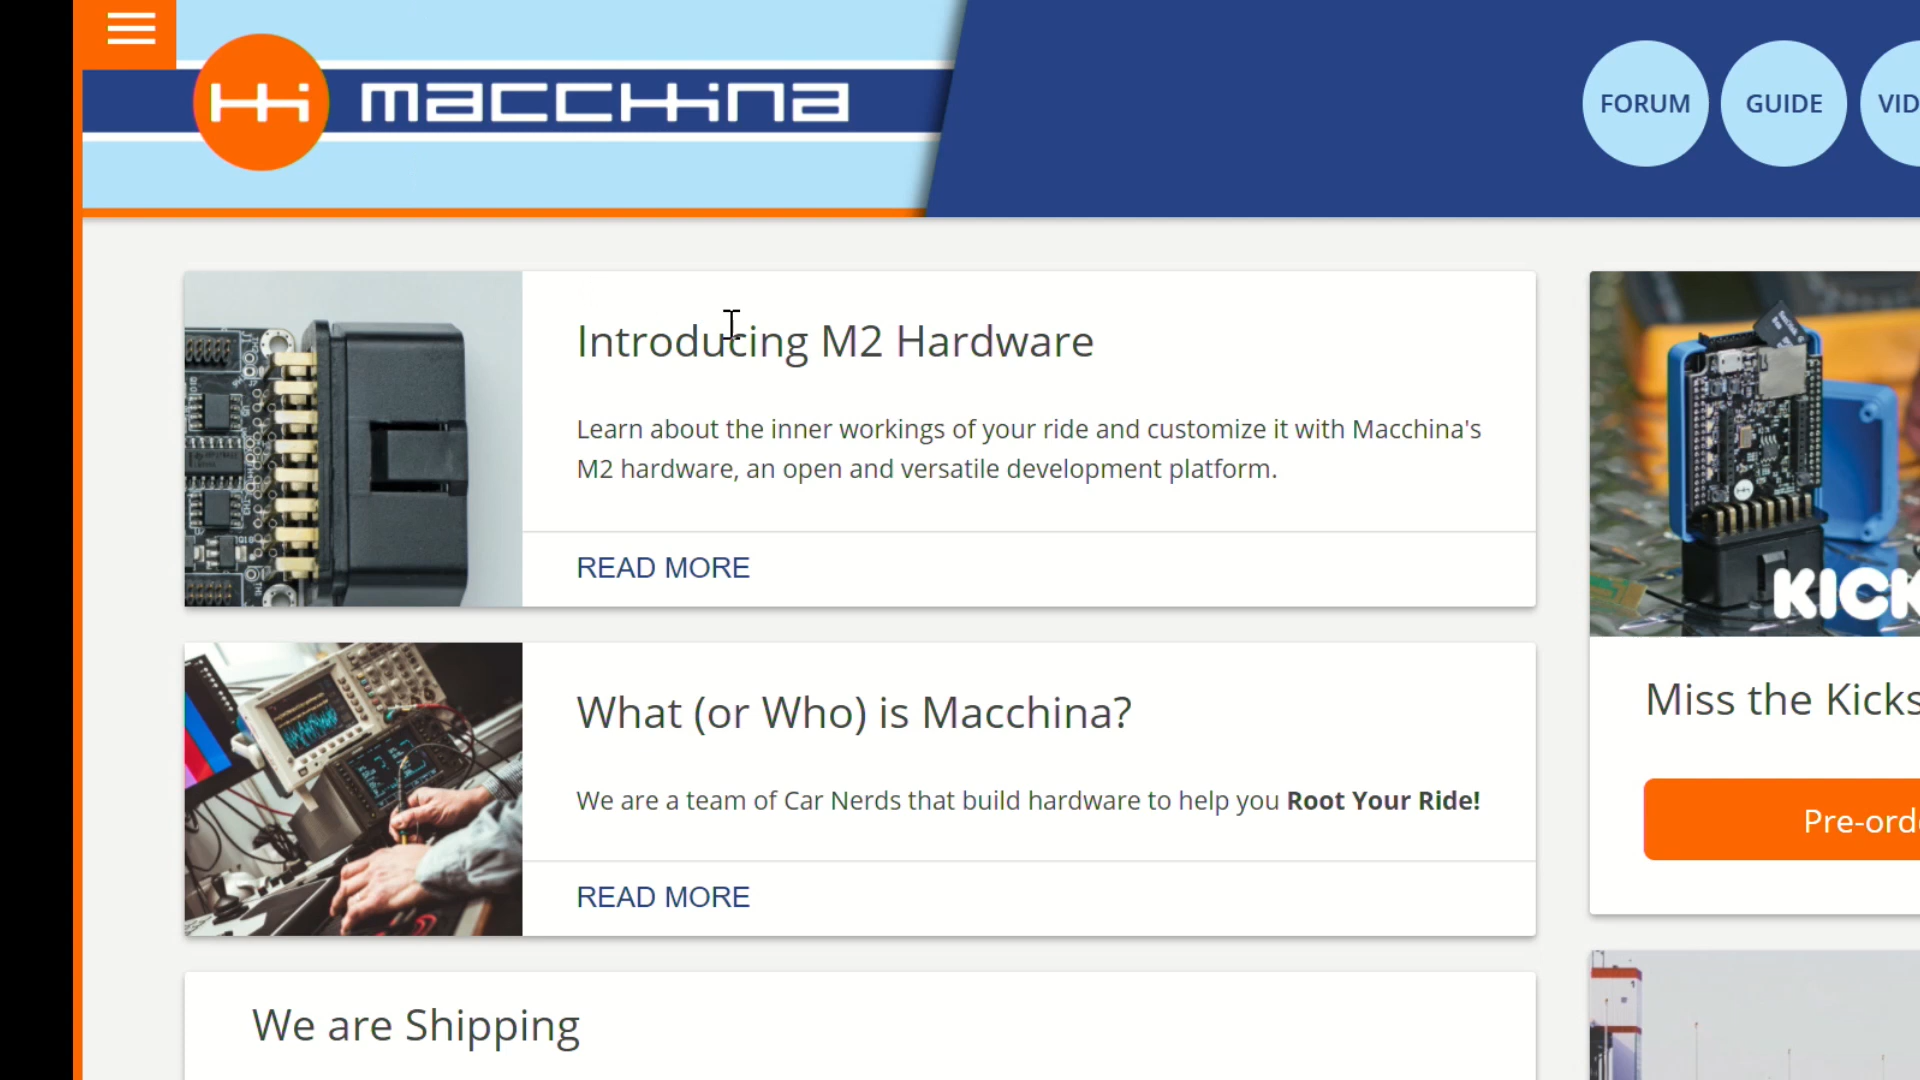 macchina
FORUM
GUIDE
VID
Introducing M2 Hardware
Learn about the inner workings of your ride and customize it with Macchina's
M2 hardware, an open and versatile development platform.
READ MORE
KICK
Miss the Kicks
Pre-ord
What (or Who) is Macchina?
We are a team of Car Nerds that build hardware to help you Root Your Ride!
READ MORE
We are Shipping